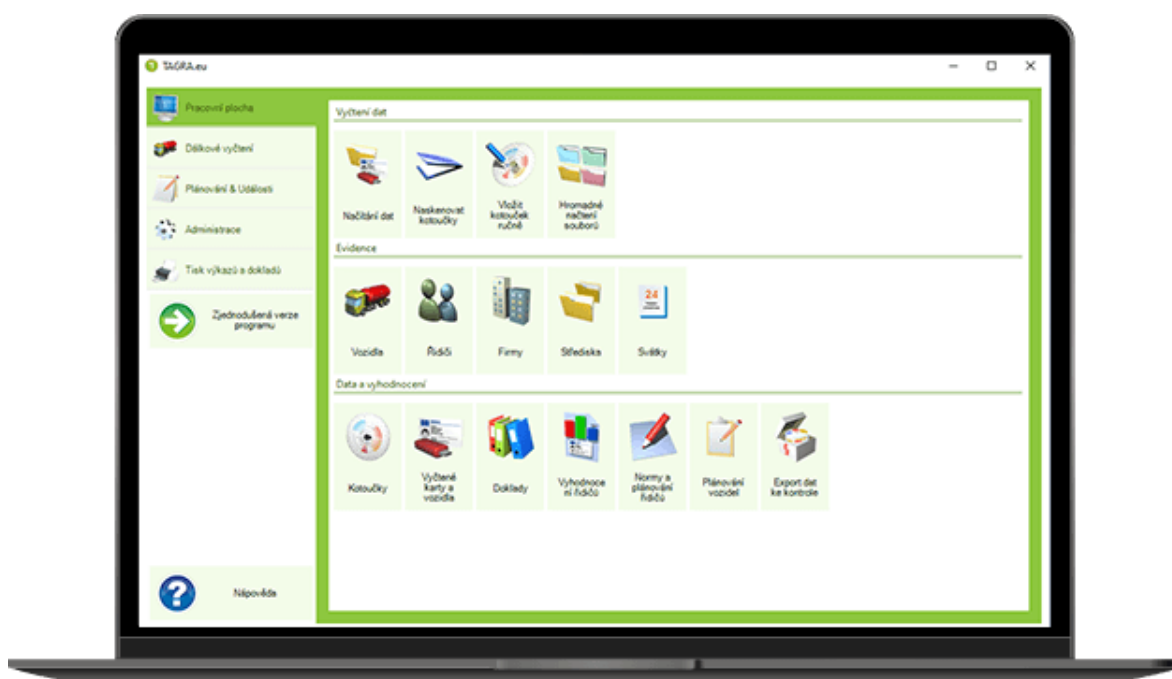 TAGRA.eu
Pracovní plocha
Dálkové vyčtení
Plánování & Události
Administrace
Tisk výkazů a dokladů
Zjednodušená verze
programu
Nápověda
Vyčtení dat
Načítání dat
Naskenovat
kotoučky
Vložit
kotouček
ručně
Hromadné
načtení
souborů
Evidence
Vozidla
Řidiči
Firmy
Střediska
24
Svátky
Data a vyhodnocení
Kotoučky
Vyčtené
karty a
vozidla
Doklady
Vyhodnoce
ní řidičů
Normy a
plánování
řidičů
Plánování
vozidel
Export dat
ke kontrole